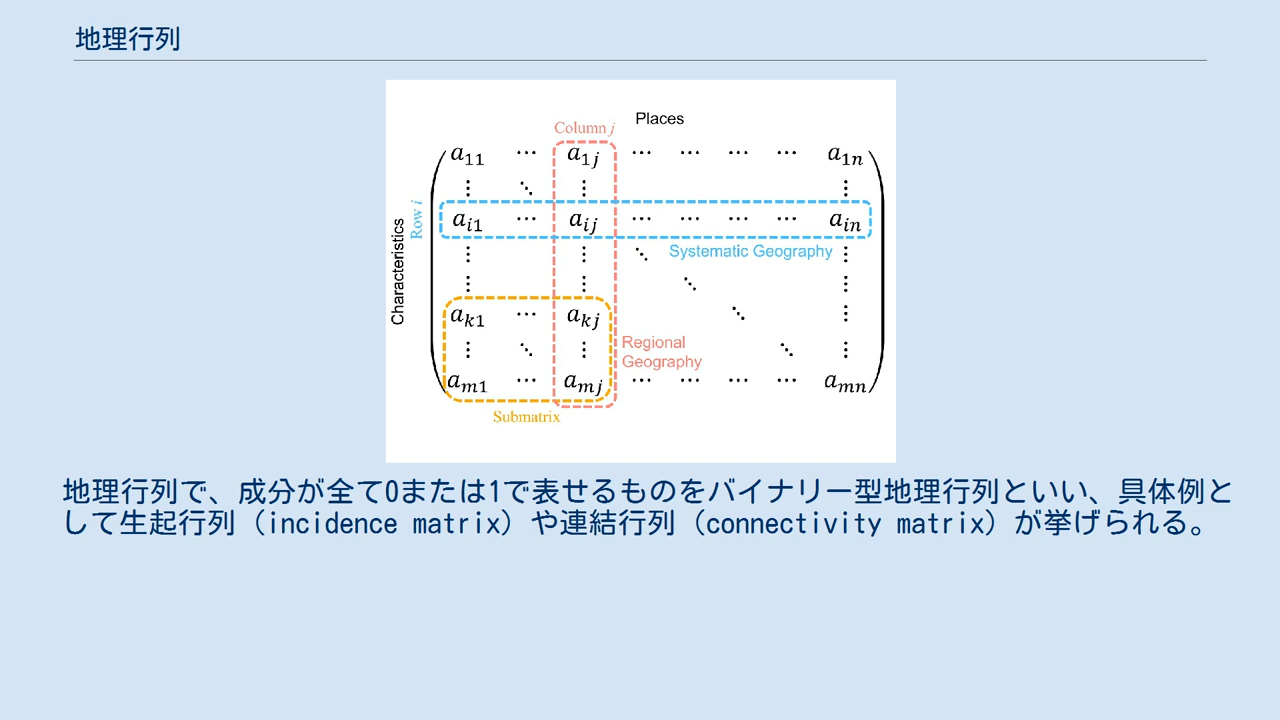 地理行列
Places
Column j
a11 ⋯ a1j ⋯ ⋯ ⋯ ⋯ a1n
⋮ ⋱ ⋮ ⋮
Row i
ai1 ⋯ aij ⋯ ⋯ ⋯ ⋯ ain
Systematic Geography
Characteristics
⋮ ⋮ ⋱ ⋮
⋮ ⋮ ⋱ ⋮
ak1 ⋯ akj ⋱ ⋮
Regional
Geography
⋮ ⋱ ⋮ ⋱ ⋮
am1 ⋯ amj ⋯ ⋯ ⋯ ⋯ amn
Submatrix
地理行列で、成分が全て0または1で表せるものをバイナリー型地理行列といい、具体例と
して生起行列（incidence matrix）や連結行列（connectivity matrix）が挙げられる。